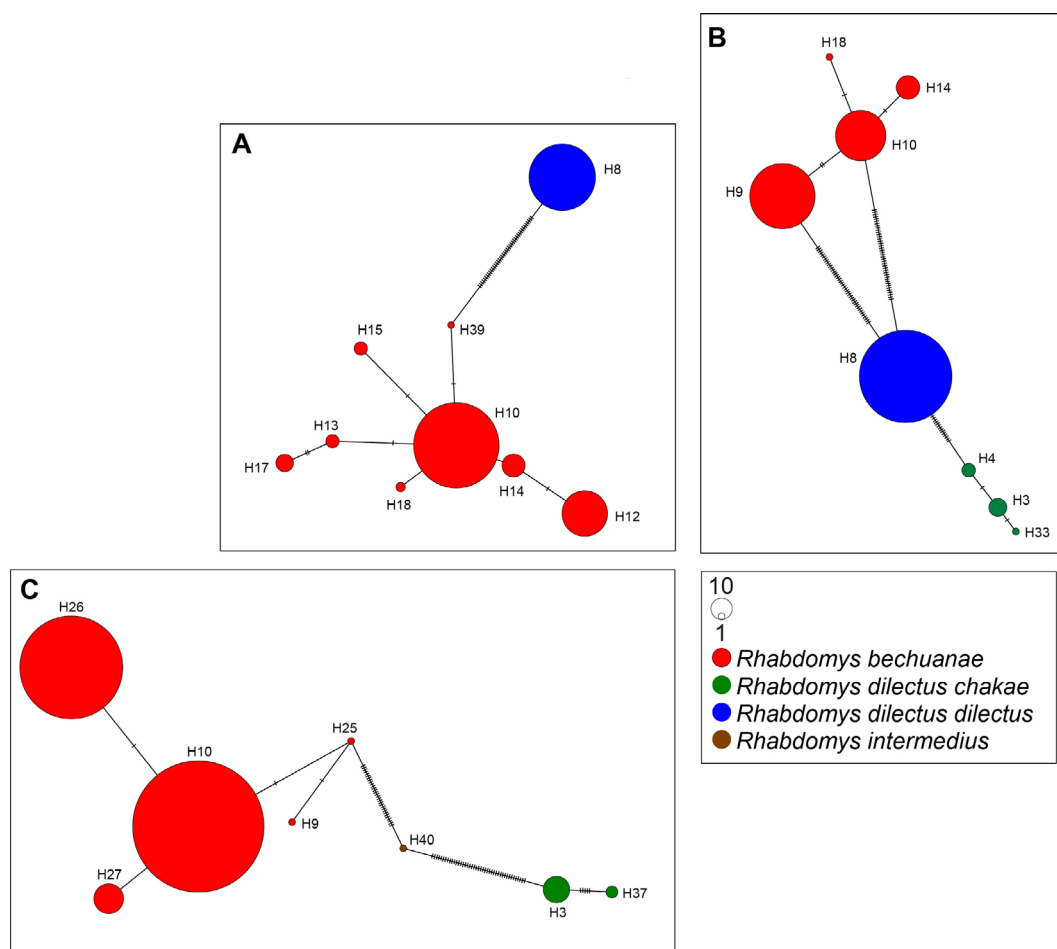 A
H8
H39
H15
H10
H13
H17
H14
H18
H12
B
H18
H14
H10
H9
H8
H4
H3
H33
C
H26
H25
H10
H9
H40
H27
H3
H37
10
1
Rhabdomys bechuanae
Rhabdomys dilectus chakae
Rhabdomys dilectus dilectus
Rhabdomys intermedius